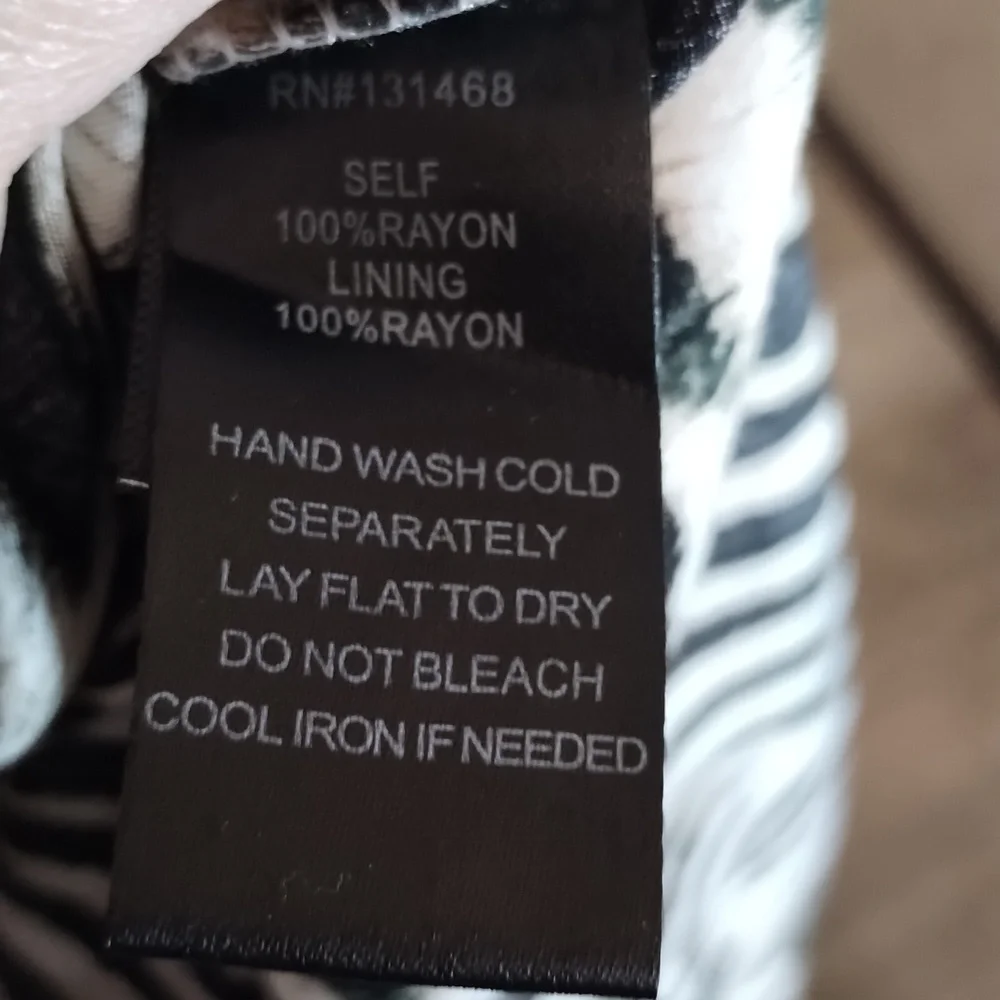 RN#131468
SELF
100%RAYON
LINING
100%RAYON
HAND WASH COLD
SEPARATELY
LAY FLAT TO DRY
DO NOT BLEACH
COOL IRON IF NEEDED